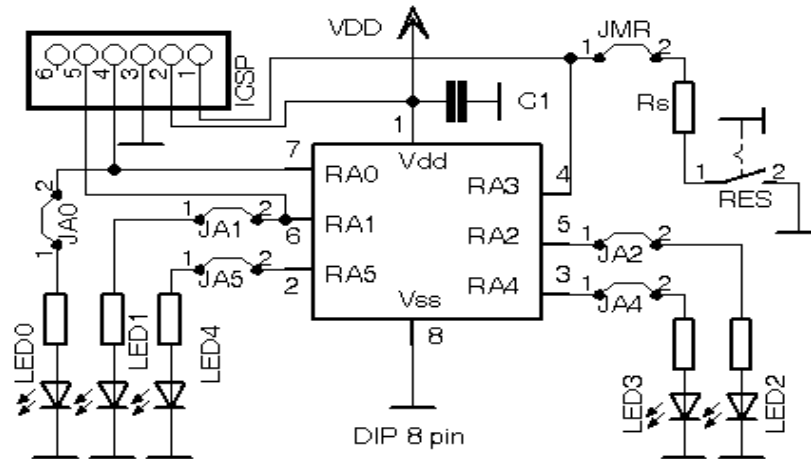 VDD
JMR
1 2
6 5 4 3 2 1
ICSP
C1
Rs
1
7
Vdd
4
RA0
RA3
1 2
RES
2
JA0
1
1 2
JA1
6
RA1
5
RA2
1 2
JA2
1 2
JA5
2
RA5
3
RA4
1 2
JA4
Vss
8
LED0
LED1
LED4
LED3
LED2
DIP 8 pin